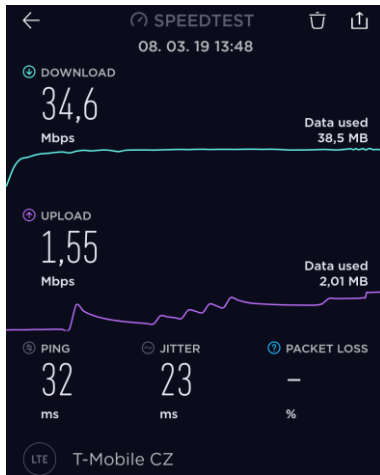 SPEEDTEST
08. 03. 19 13:48
DOWNLOAD
34,6
Mbps
Data used
38,5 MB
UPLOAD
1,55
Mbps
Data used
2,01 MB
PING
JITTER
? PACKET LOSS
32
23
–
ms
ms
%
LTE T-Mobile CZ